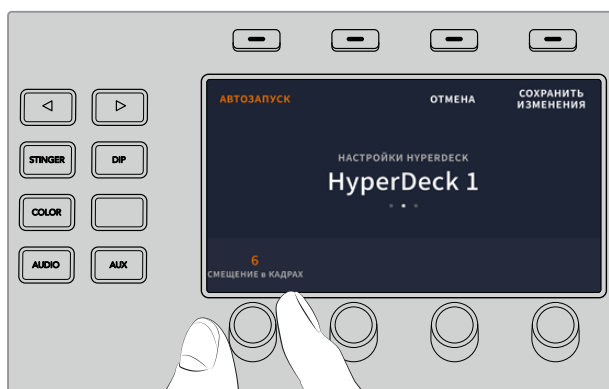 АВТОЗАПУСК
ОТМЕНА
СОХРАНИТЬ
ИЗМЕНЕНИЯ
STINGER
DIP
НАСТРОЙКИ HYPERDECK
HyperDeck 1
COLOR
AUDIO
AUX
6
СМЕЩЕНИЕ в КАДРАХ